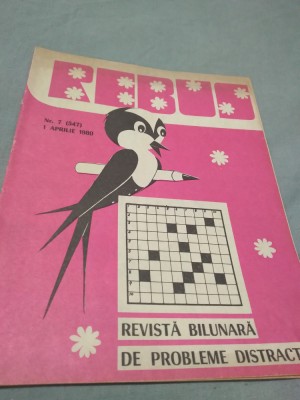 REBUS
Nr. 7 (547)
1 APRILIE 1980
REVISTĂ BILUNARĂ
DE PROBLEME DISTRACT